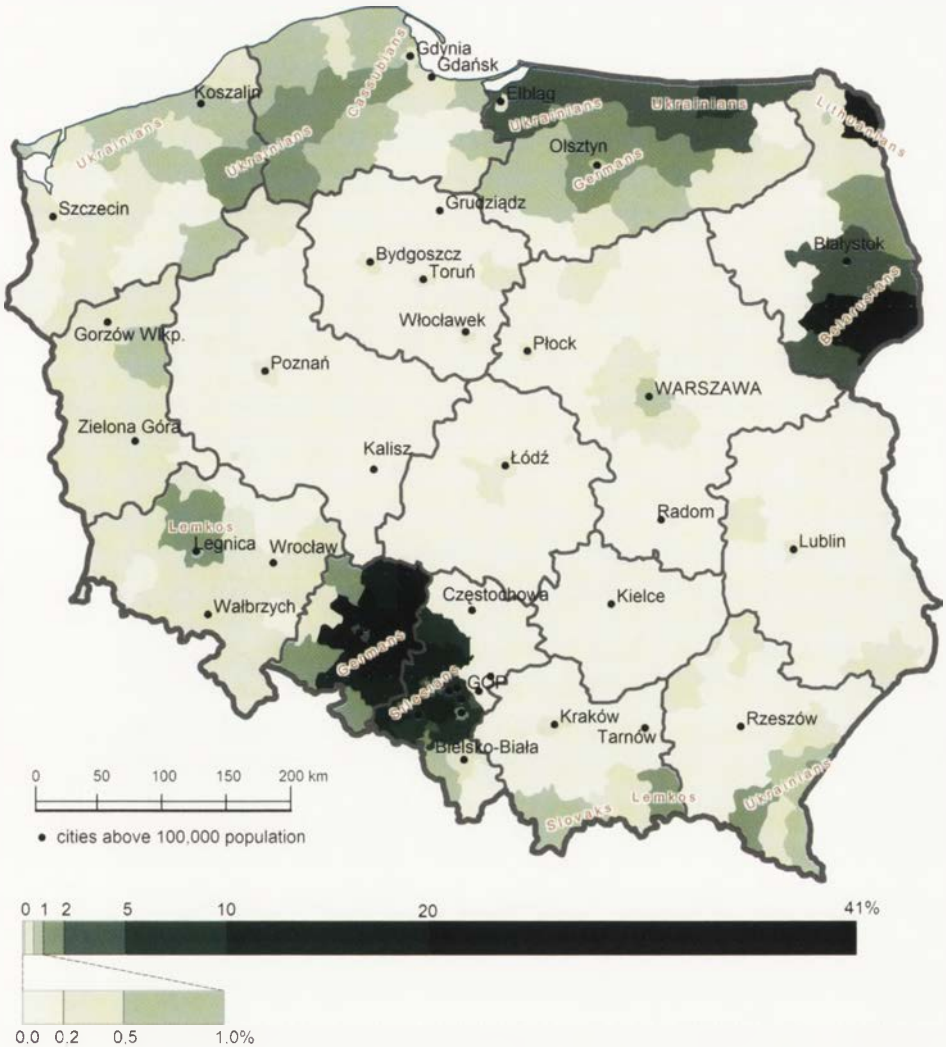 Gdynia
Gdańsk
Cassubians
Koszalin
Elbląg
Ukrainians
Ukrainians
Lithuanians
Ukrainians
Ukrainians
Olsztyn
Germans
Szczecin
Grudziądz
Białystok
Bydgoszcz
Toruń
Belarusians
Gorzów Wlkp.
Włocławek
Płock
Poznań
WARSZAWA
Zielona Góra
Kalisz
Łódź
Radom
Lemkos
Legnica
Wrocław
Lublin
Wałbrzych
Częstochowa
Kielce
Germans
Silesians
GOP
Kraków
Tarnów
Rzeszów
Bielsko-Biała
Slovaks
Lemkos
Ukrainians
0 50 100 150 200 km
cities above 100,000 population
0 1 2 5 10 20 41%
0.0 0.2 0.5 1.0%